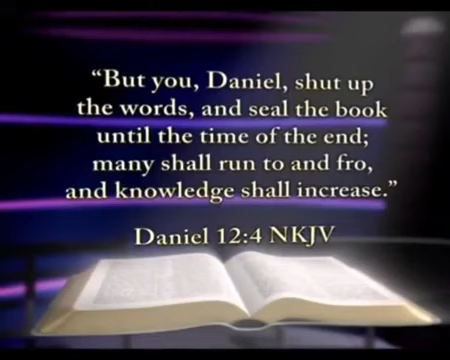 “But you, Daniel, shut up
the words, and seal the book
until the time of the end;
many shall run to and fro,
and knowledge shall increase.”
Daniel 12:4 NKJV